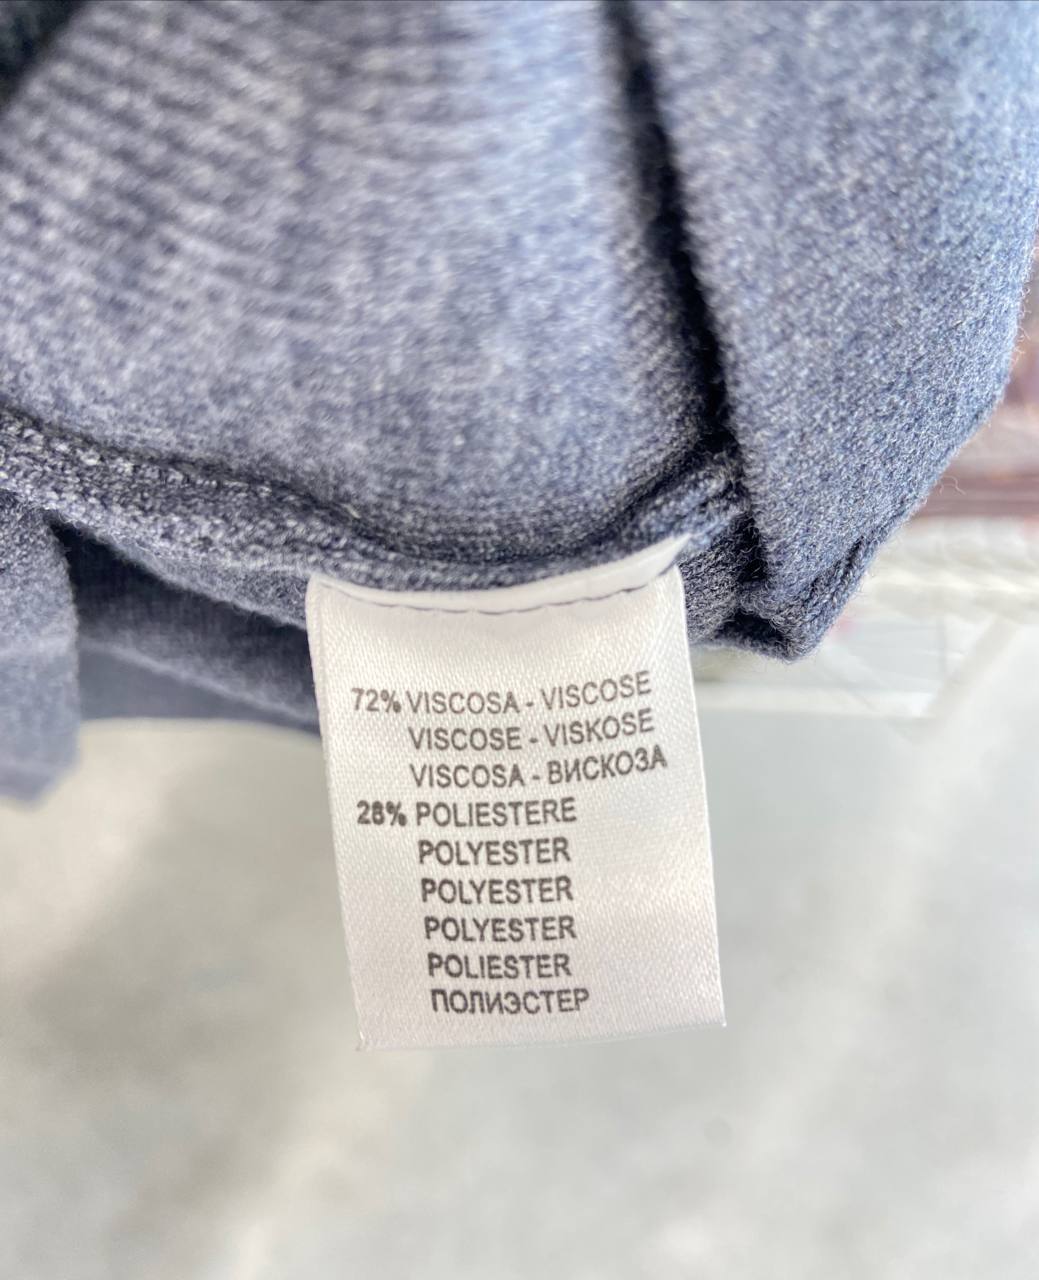 72% VISCOSA - VISCOSE
VISCOSE - VISKOSE
VISCOSA - ВИСКОЗА
28% POLIESTERE
POLYESTER
POLYESTER
POLYESTER
POLIESTER
ПОЛИЭСТЕР